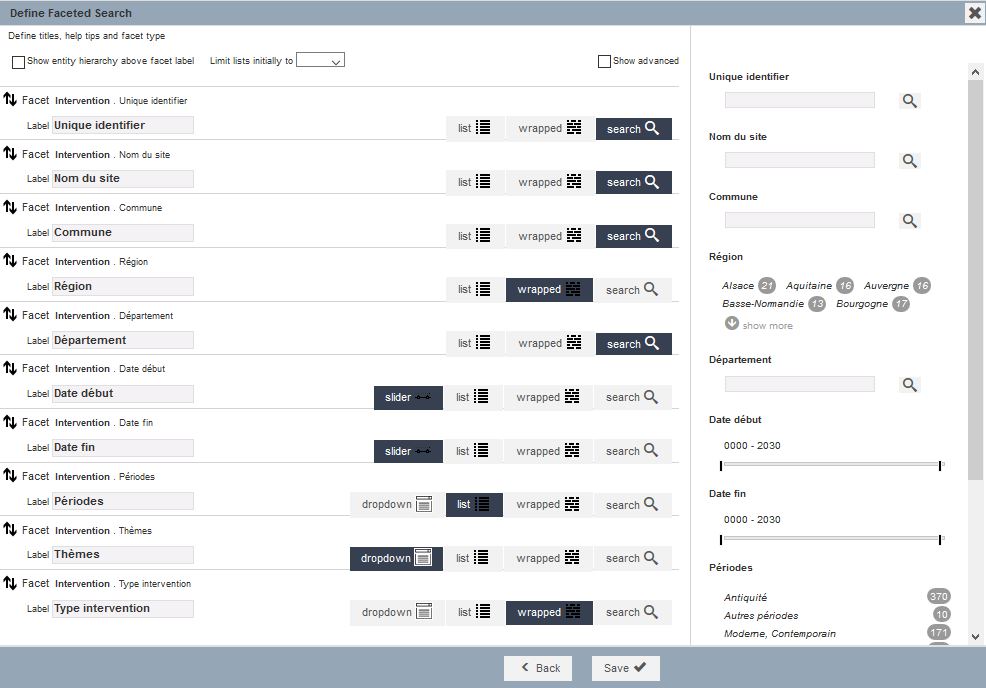 Define Faceted Search
Define titles, help tips and facet type
Show entity hierarchy above facet label Limit lists initially to Show advanced
Facet Intervention . Unique identifier
Label Unique identifier list wrapped search
Facet Intervention . Nom du site
Label Nom du site list wrapped search
Facet Intervention . Commune
Label Commune list wrapped search
Facet Intervention . Région
Label Région list wrapped search
Facet Intervention . Département
Label Département list wrapped search
Facet Intervention . Date début
Label Date début slider list wrapped search
Facet Intervention . Date fin
Label Date fin slider list wrapped search
Facet Intervention . Périodes
Label Périodes dropdown list wrapped search
Facet Intervention . Thèmes
Label Thèmes dropdown list wrapped search
Facet Intervention . Type intervention
Label Type intervention dropdown list wrapped search
Unique identifier
Nom du site
Commune
Région
Alsace 21 Aquitaine 16 Auvergne 16
Basse-Normandie 13 Bourgogne 17
show more
Département
Date début
0000 - 2030
Date fin
0000 - 2030
Périodes
Antiquité 370
Autres périodes 10
Moderne, Contemporain 171
Back Save